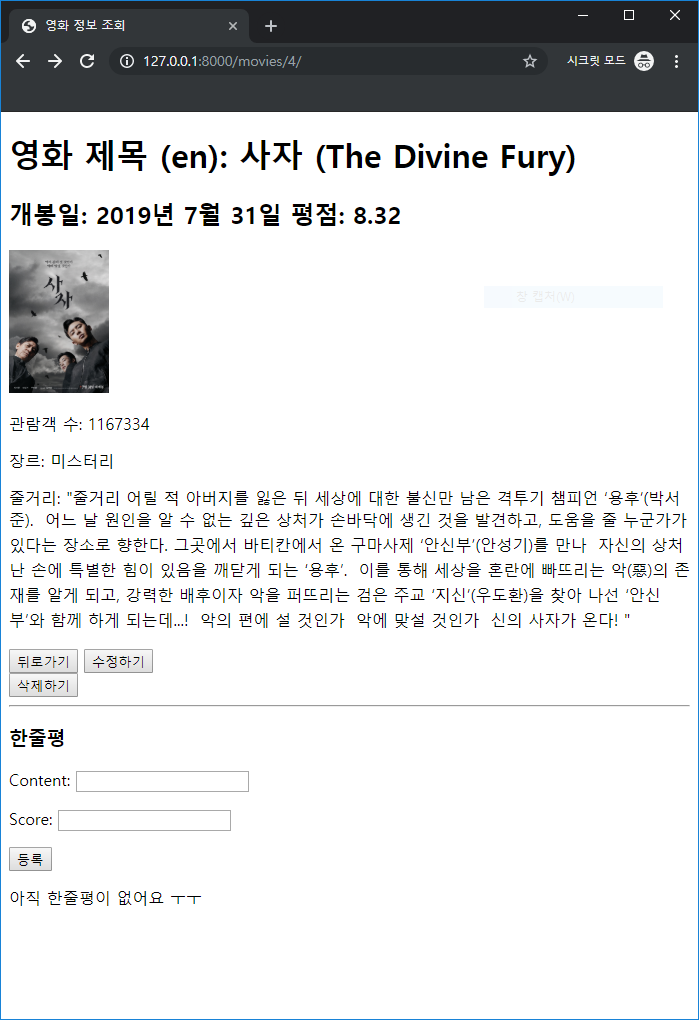 영화 정보 조회
127.0.0.1:8000/movies/4/
시크릿 모드
영화 제목 (en): 사자 (The Divine Fury)
개봉일: 2019년 7월 31일 평점: 8.32
사자
창 캡처(W)
관람객 수: 1167334
장르: 미스터리
줄거리: "줄거리 어릴 적 아버지를 잃은 뒤 세상에 대한 불신만 남은 격투기 챔피언 ‘용후’(박서
준).  어느 날 원인을 알 수 없는 깊은 상처가 손바닥에 생긴 것을 발견하고, 도움을 줄 누군가가
있다는 장소로 향한다. 그곳에서 바티칸에서 온 구마사제 ‘안신부’(안성기)를 만나  자신의 상처
난 손에 특별한 힘이 있음을 깨닫게 되는 ‘용후’.  이를 통해 세상을 혼란에 빠뜨리는 악(惡)의 존
재를 알게 되고, 강력한 배후이자 악을 퍼뜨리는 검은 주교 ‘지신’(우도환)을 찾아 나선 ‘안신
부’와 함께 하게 되는데...!  악의 편에 설 것인가  악에 맞설 것인가  신의 사자가 온다! "
뒤로가기 수정하기
삭제하기
한줄평
Content:
Score:
등록
아직 한줄평이 없어요 ㅜㅜ